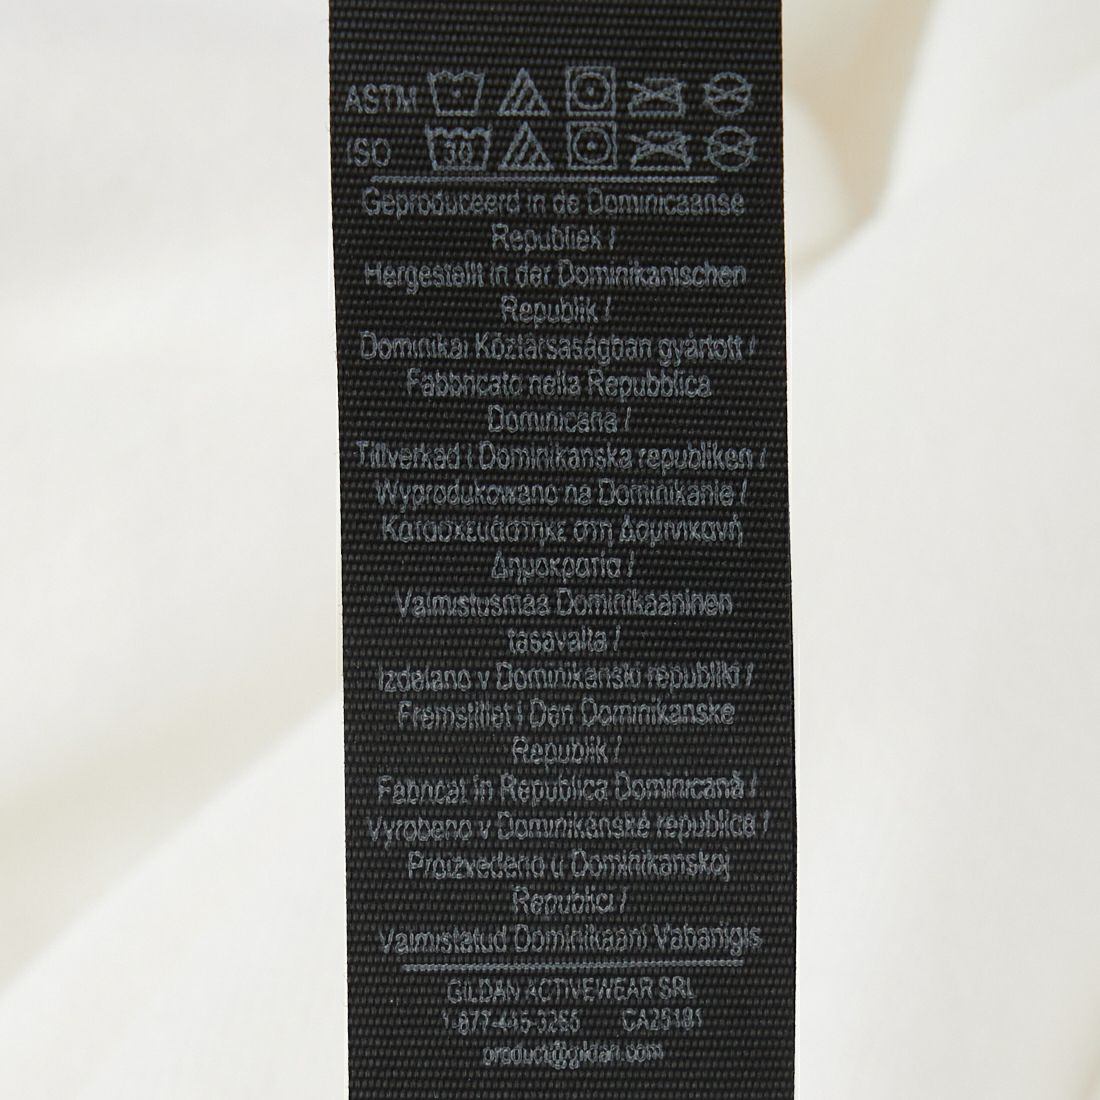 ASTM
ISO 30
Geproduceerd in de Dominicaanse
Republiek /
Hergestellt in der Dominikanischen
Republik /
Dominikai Köztársaságban gyártott /
Fabbricato nella Repubblica
Dominicana /
Tillverkad i Dominikanska republiken /
Wyprodukowano na Dominikanie /
Κατασκευάστηκε στη Δομινικανή
Δημοκρατία /
Valmistusmaa Dominikaaninen
tasavalta /
Izdelano v Dominikanski republiki /
Fremstillet i Den Dominikanske
Republik /
Fabricat în Republica Dominicană /
Vyrobeno v Dominikánské republice /
Proizvedeno u Dominikanskoj
Republici /
Valmistatud Dominikaani Vabariigis
GILDAN ACTIVEWEAR SRL
1-877-445-3265 CA25181
product@gildan.com